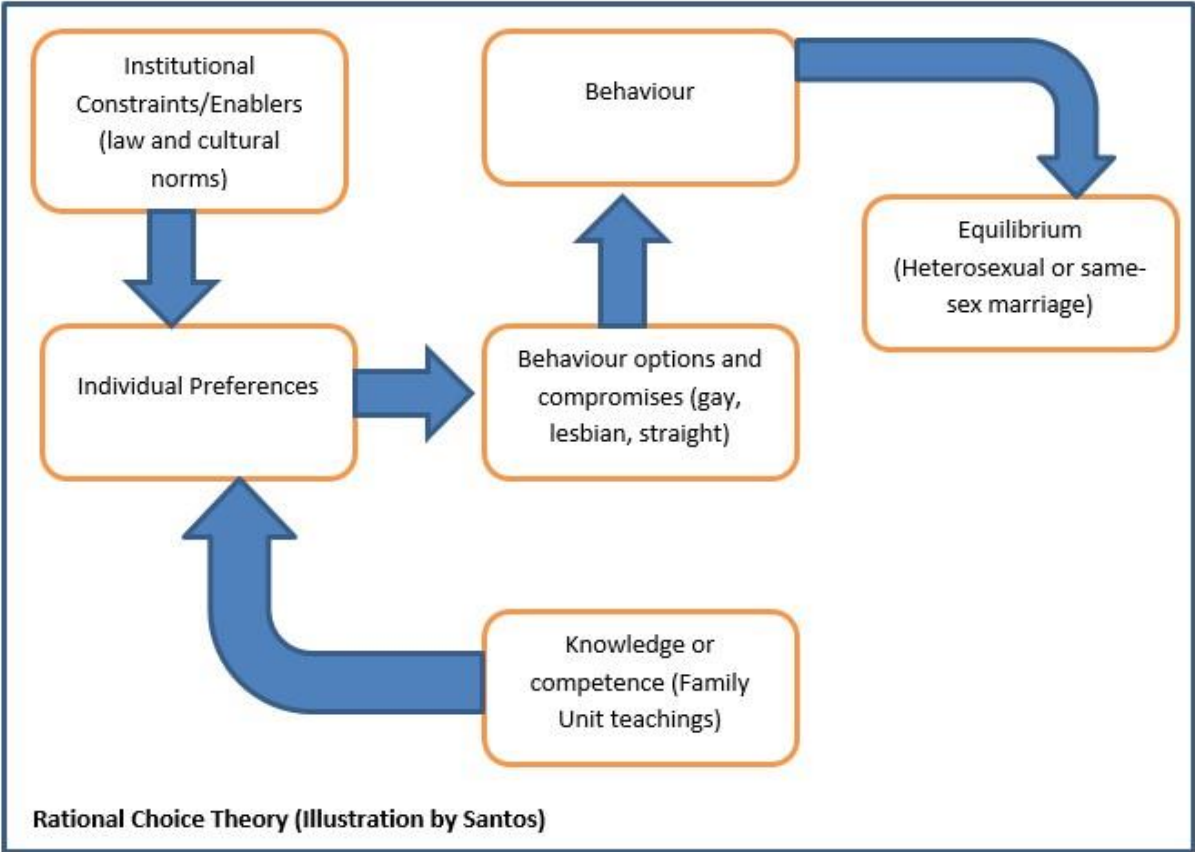 Institutional
Constraints/Enablers
(law and cultural
norms)
Behaviour
Equilibrium
(Heterosexual or same-
sex marriage)
Individual Preferences
Behaviour options and
compromises (gay,
lesbian, straight)
Knowledge or
competence (Family
Unit teachings)
Rational Choice Theory (Illustration by Santos)